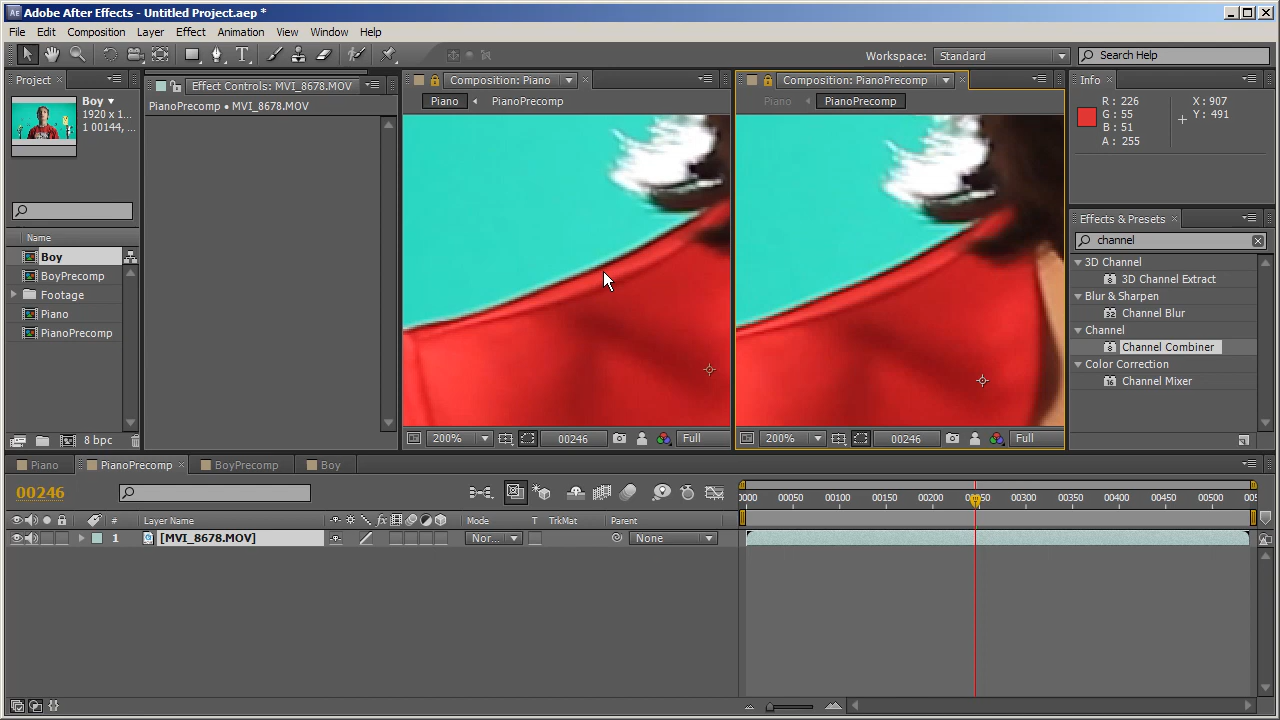 Adobe After Effects - Untitled Project.aep *
File Edit Composition Layer Effect Animation View Window Help
Workspace: Standard Search Help
Project
Boy
1920 x 1...
1 00144, ...
Name
Boy
BoyPrecomp
Footage
Piano
PianoPrecomp
8 bpc
Effect Controls: MVI_8678.MOV
PianoPrecomp • MVI_8678.MOV
Composition: Piano
Piano PianoPrecomp
200% 00246 Full
Composition: PianoPrecomp
Piano PianoPrecomp
200% 00246 Full
Info
R : 226 X : 907
G : 55 Y : 491
B : 51
A : 255
Effects & Presets
channel
3D Channel
3D Channel Extract
Blur & Sharpen
Channel Blur
Channel
Channel Combiner
Color Correction
Channel Mixer
Piano PianoPrecomp BoyPrecomp Boy
00246
0000 00050 00100 00150 00200 00300 00350 00400 00450 00500
# Layer Name Mode T TrkMat Parent
1 [MVI_8678.MOV] Nor... None